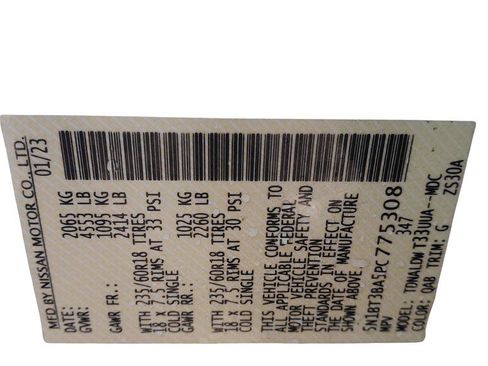 MFD BY NISSAN MOTOR CO., LTD.
DATE: 01/23
GVWR: 2065 KG
4553 LB
GAWR FR.: 1095 KG
2414 LB
WITH 235/60R18 TIRES
18 x 7.5 RIMS AT 33 PSI
COLD SINGLE
GAWR RR.: 1025 KG
2260 LB
WITH 235/60R18 TIRES
18 x 7.5 RIMS AT 30 PSI
COLD SINGLE
THIS VEHICLE CONFORMS TO
ALL APPLICABLE FEDERAL
MOTOR VEHICLE SAFETY AND
THEFT PREVENTION
STANDARDS IN EFFECT ON
THE DATE OF MANUFACTURE
SHOWN ABOVE.
5N1BT3BA5PC775308
MPV 347
MODEL: TDNALDW T33UUA--MDC
COLOR: QAB TRIM: G ZS30A